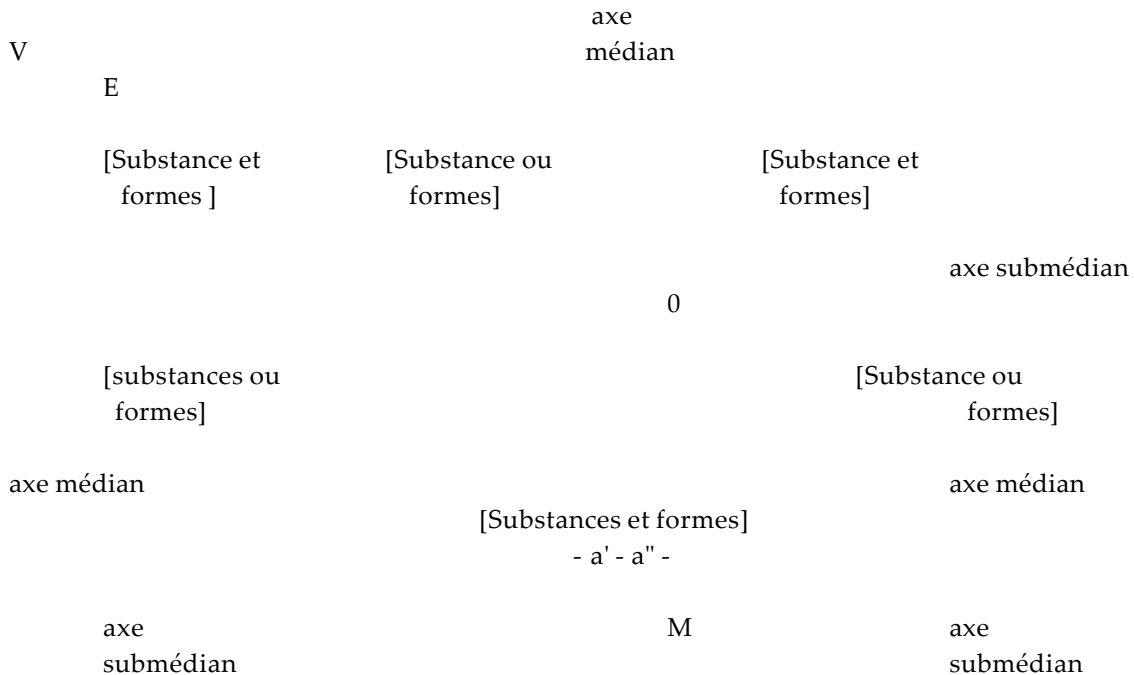 axe
V médian
E
[Substance et [Substance ou [Substance et
formes ] formes] formes]
axe submédian
0
[substances ou [Substance ou
formes] formes]
axe médian axe médian
[Substances et formes]
- a' - a" -
axe M axe
submédian submédian